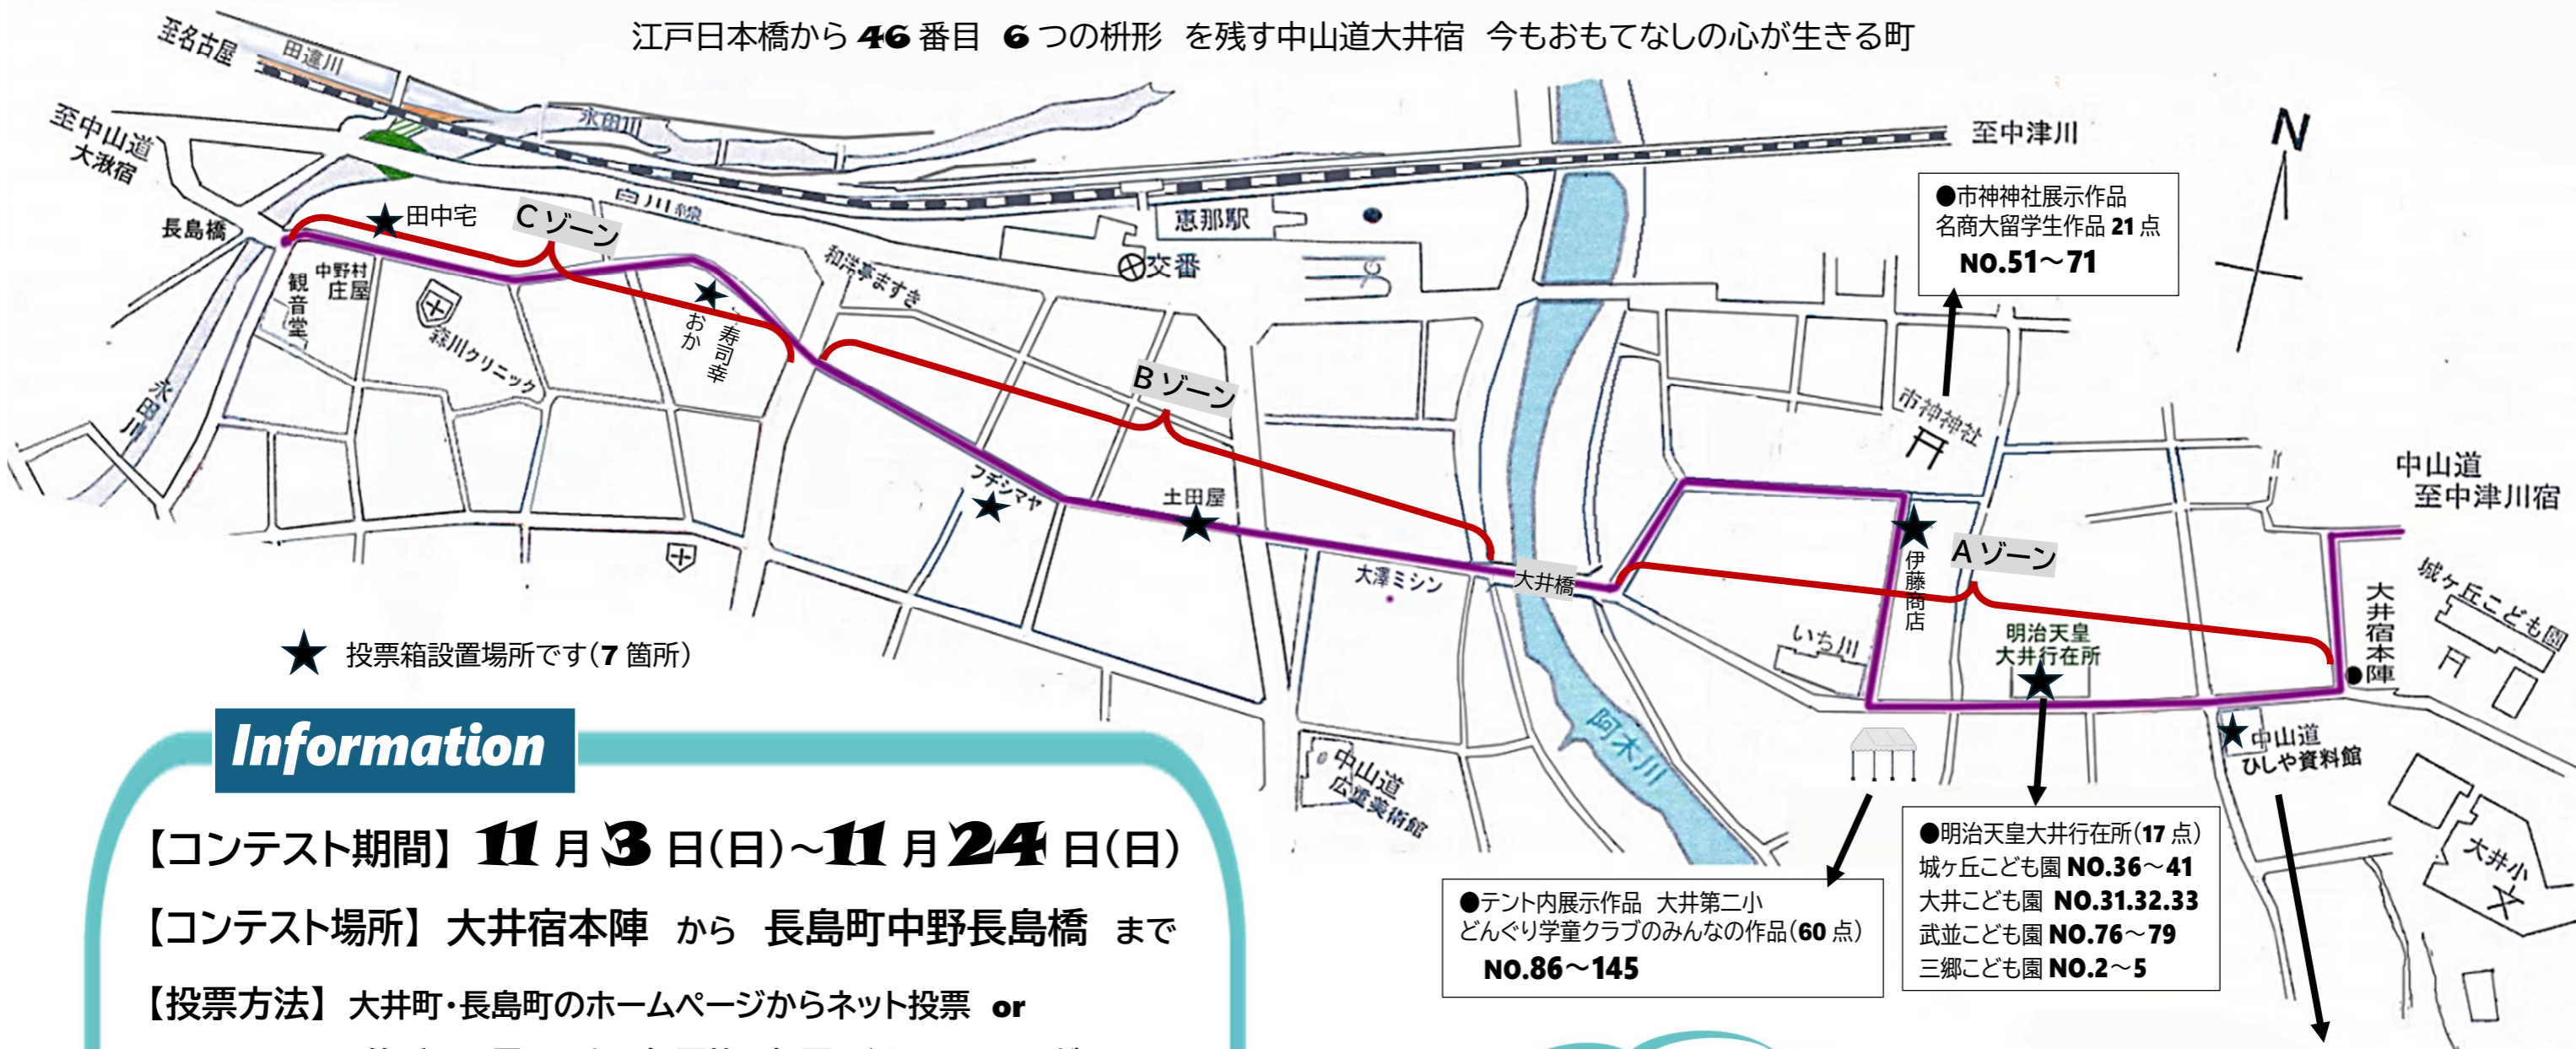 江戸日本橋から 46 番目 6 つの枡形 を残す中山道大井宿 今もおもてなしの心が生きる町
至名古屋
田違川
永田川
至中山道
大湫宿
至中津川
N
白川線
恵那駅
交番
長島橋
田中宅
Cゾーン
観音堂
中野村
庄屋
森川クリニック
永田川
寿司幸
おか
和洋亭ますき
Bゾーン
フヂシマヤ
土田屋
大澤ミシン
大井橋
●市神神社展示作品
名商大留学生作品 21 点
NO.51～71
市神神社
中山道
至中津川宿
Aゾーン
伊藤商店
いち川
明治天皇
大井行在所
大井宿本陣
城ヶ丘こども園
中山道
ひしや資料館
大井小
阿木川
中山道
広重美術館
★ 投票箱設置場所です(7 箇所)
●テント内展示作品 大井第二小
どんぐり学童クラブのみんなの作品(60 点)
NO.86～145
●明治天皇大井行在所(17 点)
城ヶ丘こども園 NO.36～41
大井こども園 NO.31.32.33
武並こども園 NO.76～79
三郷こども園 NO.2～5
Information
【コンテスト期間】 11 月 3 日(日)～11 月 24 日(日)
【コンテスト場所】 大井宿本陣 から 長島町中野長島橋 まで
【投票方法】 大井町・長島町のホームページからネット投票 or